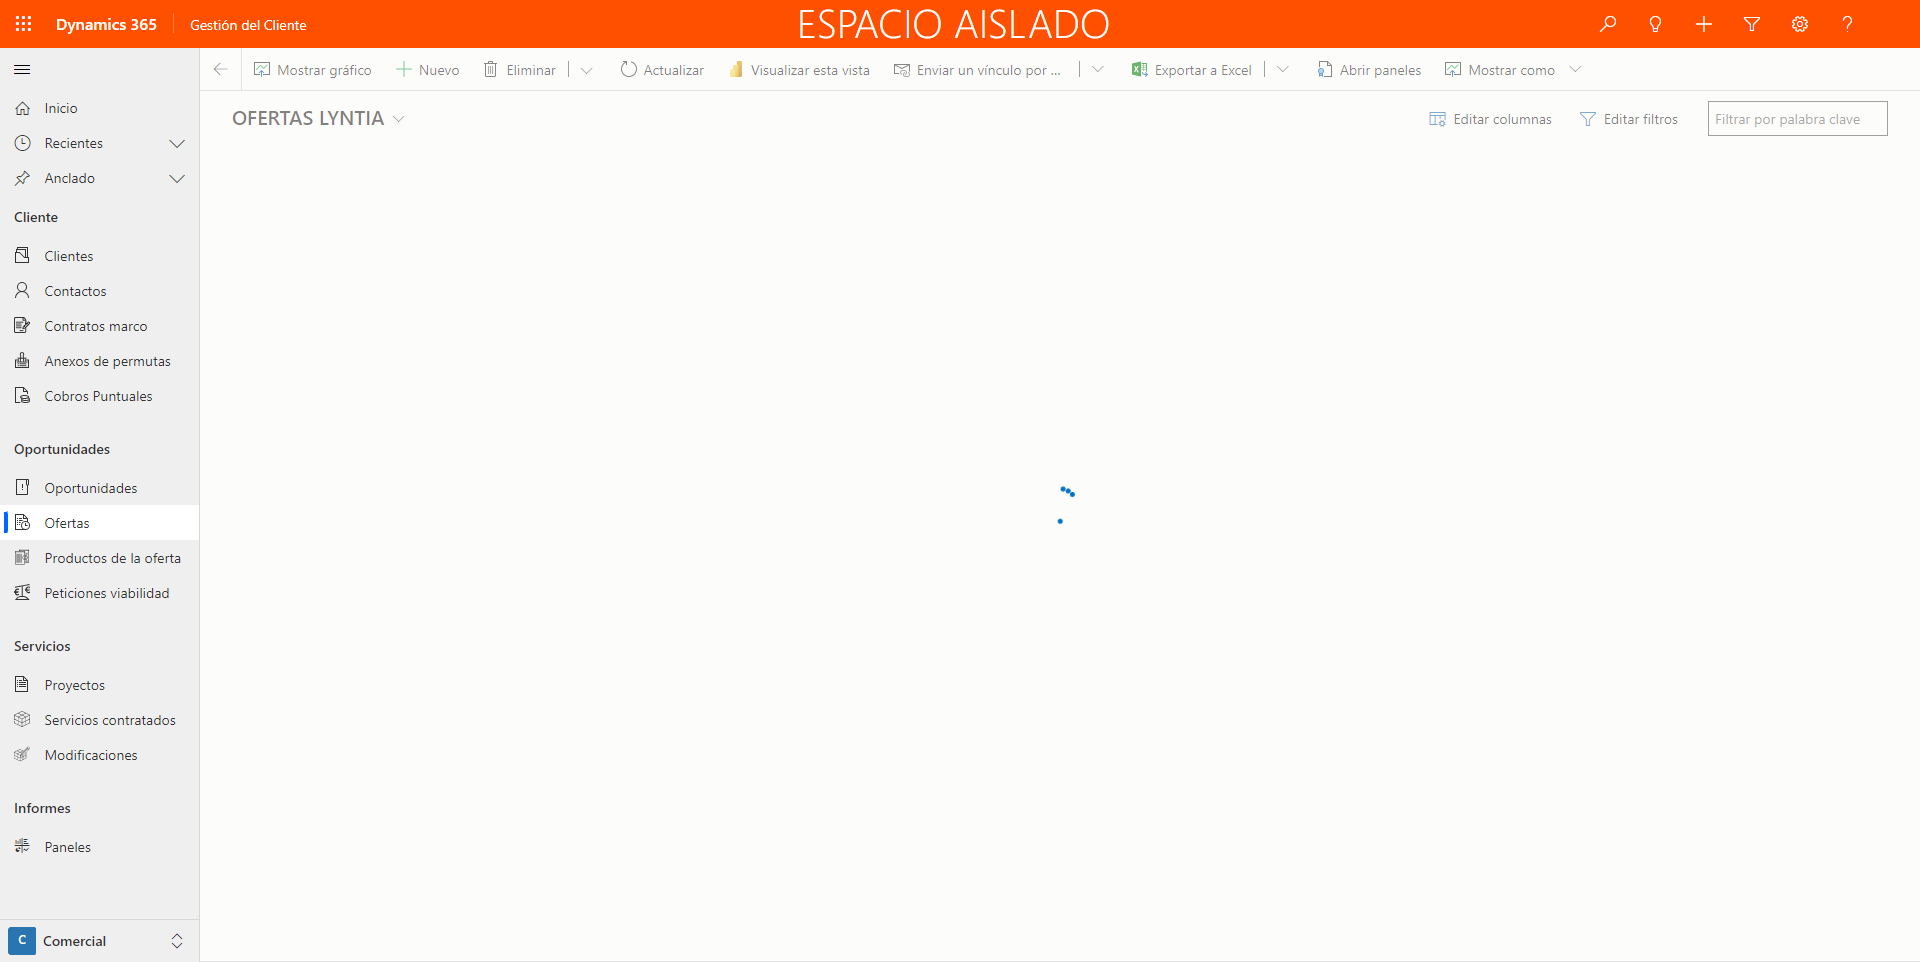 Dynamics 365
Gestión del Cliente
ESPACIO AISLADO
Mostrar gráfico
Nuevo
Eliminar
Actualizar
Visualizar esta vista
Enviar un vínculo por ...
Exportar a Excel
Abrir paneles
Mostrar como
OFERTAS LYNTIA
Editar columnas
Editar filtros
Filtrar por palabra clave
Inicio
Recientes
Anclado
Cliente
Clientes
Contactos
Contratos marco
Anexos de permutas
Cobros Puntuales
Oportunidades
Oportunidades
Ofertas
Productos de la oferta
Peticiones viabilidad
Servicios
Proyectos
Servicios contratados
Modificaciones
Informes
Paneles
C Comercial